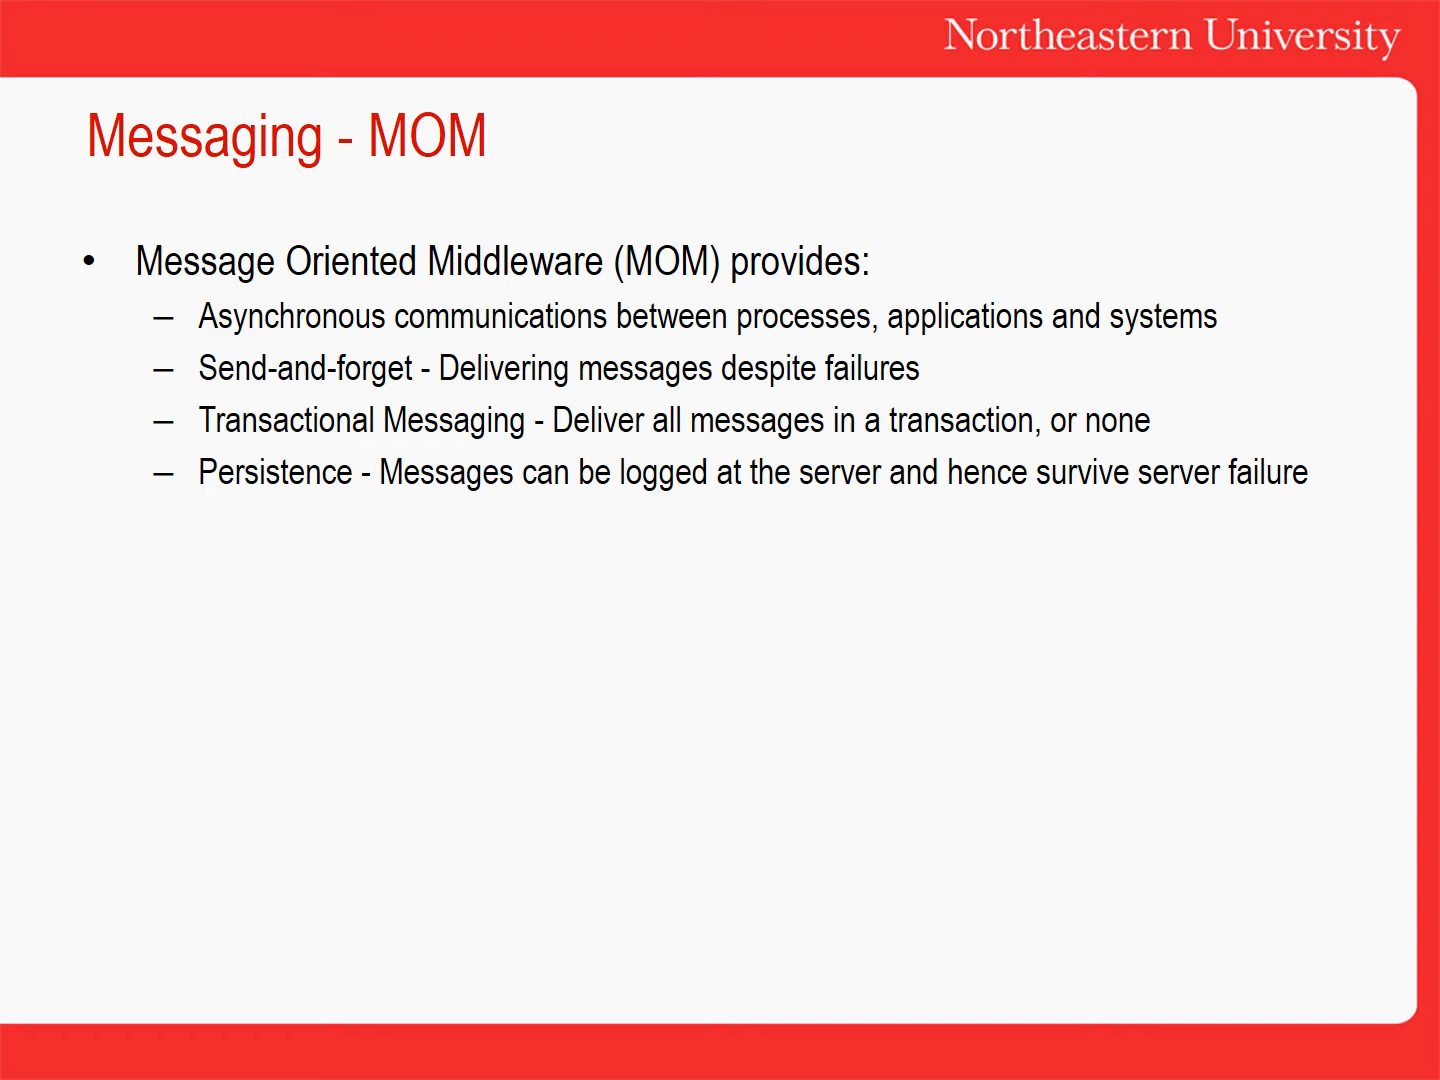 Northeastern University
Messaging - MOM
• Message Oriented Middleware (MOM) provides:
– Asynchronous communications between processes, applications and systems
– Send-and-forget - Delivering messages despite failures
– Transactional Messaging - Deliver all messages in a transaction, or none
– Persistence - Messages can be logged at the server and hence survive server failure